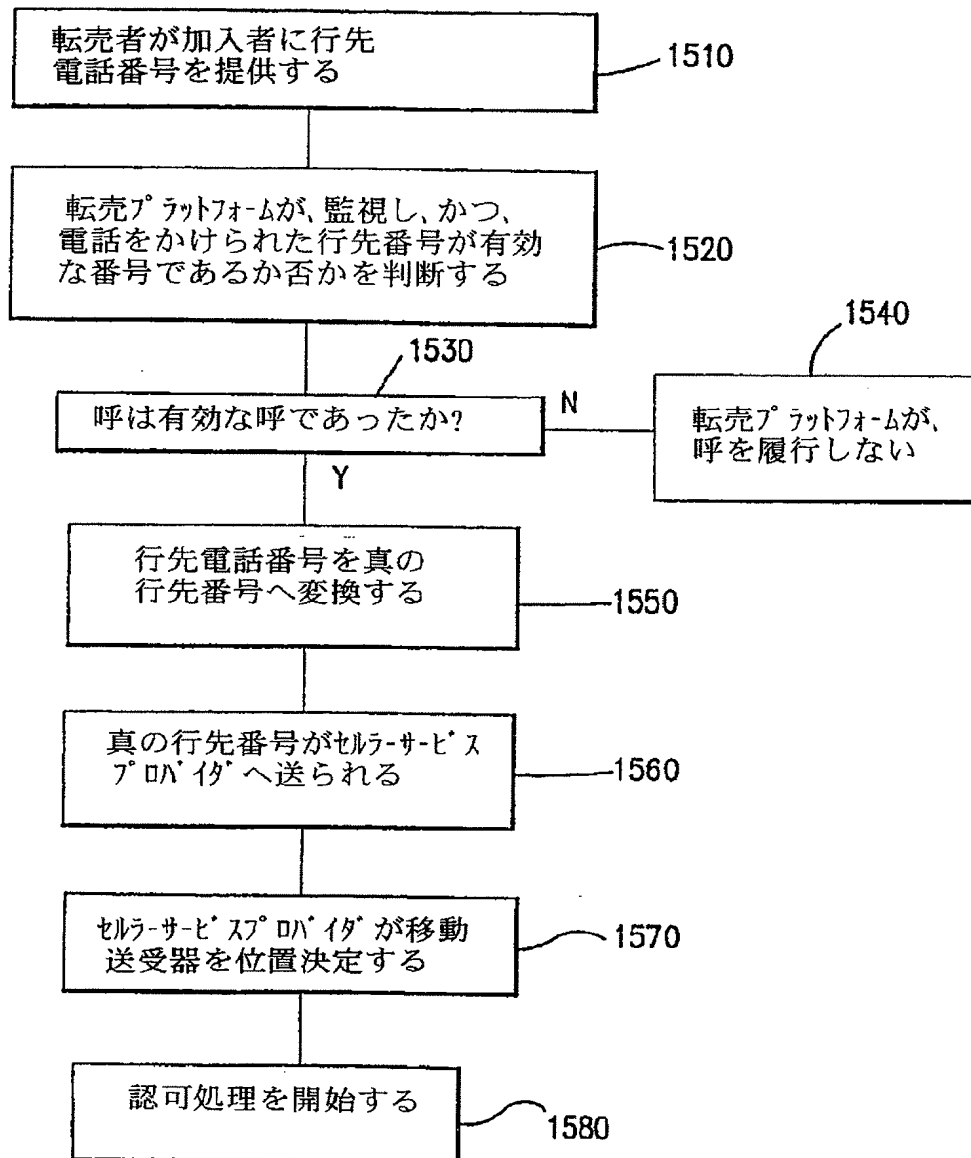 転売者が加入者に行先
電話番号を提供する
1510
転売ﾌﾟﾗｯﾄﾌｫｰﾑが、監視し、かつ、
電話をかけられた行先番号が有効
な番号であるか否かを判断する
1520
1530
呼は有効な呼であったか?
N
Y
1540
転売ﾌﾟﾗｯﾄﾌｫｰﾑが、
呼を履行しない
行先電話番号を真の
行先番号へ変換する
1550
真の行先番号がｾﾙﾗｰｻｰﾋﾞｽ
ﾌﾟﾛﾊﾞｲﾀﾞへ送られる
1560
ｾﾙﾗｰｻｰﾋﾞｽﾌﾟﾛﾊﾞｲﾀﾞが移動
送受器を位置決定する
1570
認可処理を開始する
1580